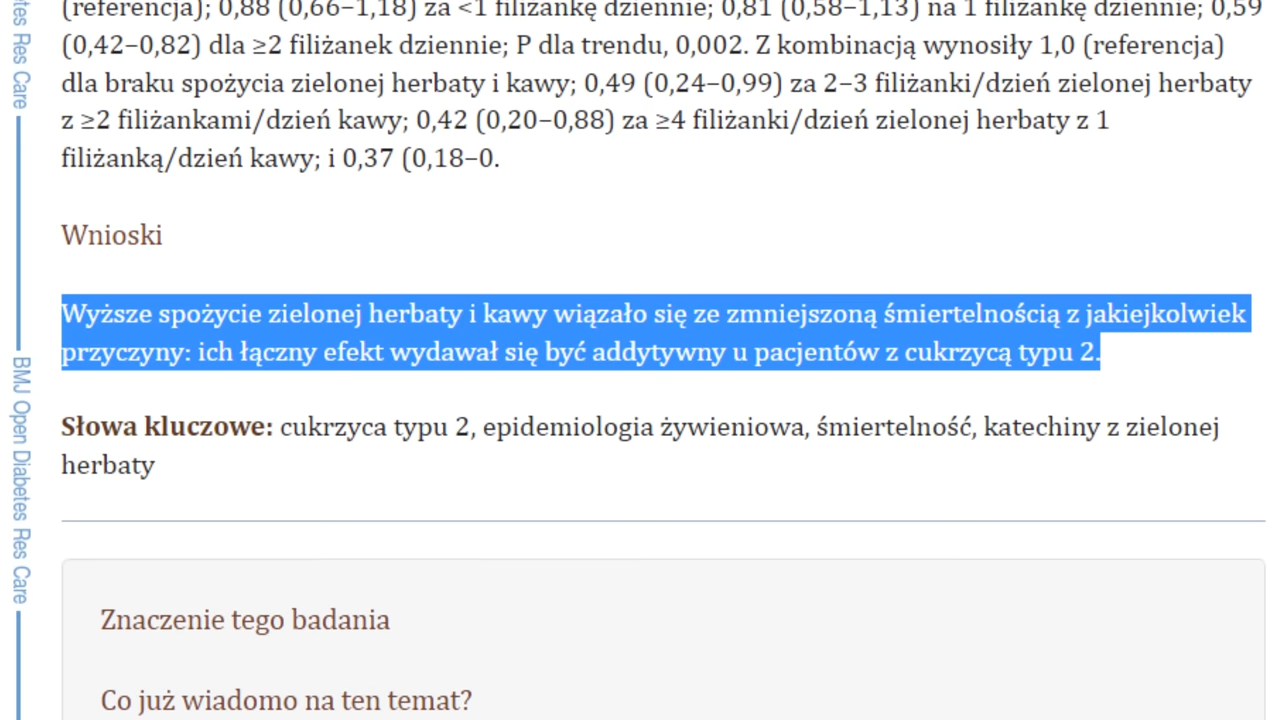 (referencja); 0,88 (0,66–1,18) za <1 filiżankę dziennie; 0,81 (0,58–1,13) na 1 filiżankę dziennie; 0,59
(0,42–0,82) dla ≥2 filiżanek dziennie; P dla trendu, 0,002. Z kombinacją wynosiły 1,0 (referencja)
dla braku spożycia zielonej herbaty i kawy; 0,49 (0,24–0,99) za 2–3 filiżanki/dzień zielonej herbaty
z ≥2 filiżankami/dzień kawy; 0,42 (0,20–0,88) za ≥4 filiżanki/dzień zielonej herbaty z 1
filiżanką/dzień kawy; i 0,37 (0,18–0.
Wnioski
Wyższe spożycie zielonej herbaty i kawy wiązało się ze zmniejszoną śmiertelnością z jakiejkolwiek
przyczyny: ich łączny efekt wydawał się być addytywny u pacjentów z cukrzycą typu 2.
Słowa kluczowe: cukrzyca typu 2, epidemiologia żywieniowa, śmiertelność, katechiny z zielonej
herbaty
Znaczenie tego badania
Co już wiadomo na ten temat?
tes Res Care
BMJ Open Diabetes Res Care